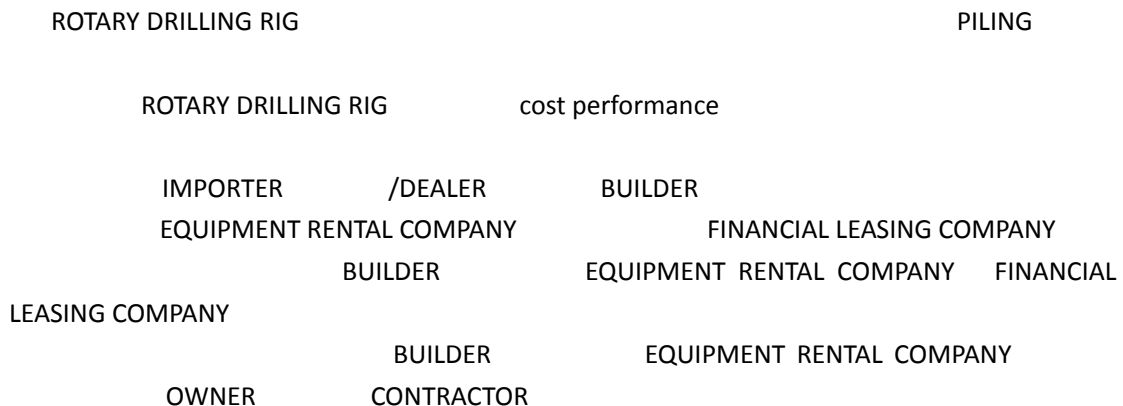 ROTARY DRILLING RIG PILING
ROTARY DRILLING RIG cost performance
IMPORTER /DEALER BUILDER
EQUIPMENT RENTAL COMPANY FINANCIAL LEASING COMPANY
BUILDER EQUIPMENT RENTAL COMPANY FINANCIAL
LEASING COMPANY
BUILDER EQUIPMENT RENTAL COMPANY
OWNER CONTRACTOR